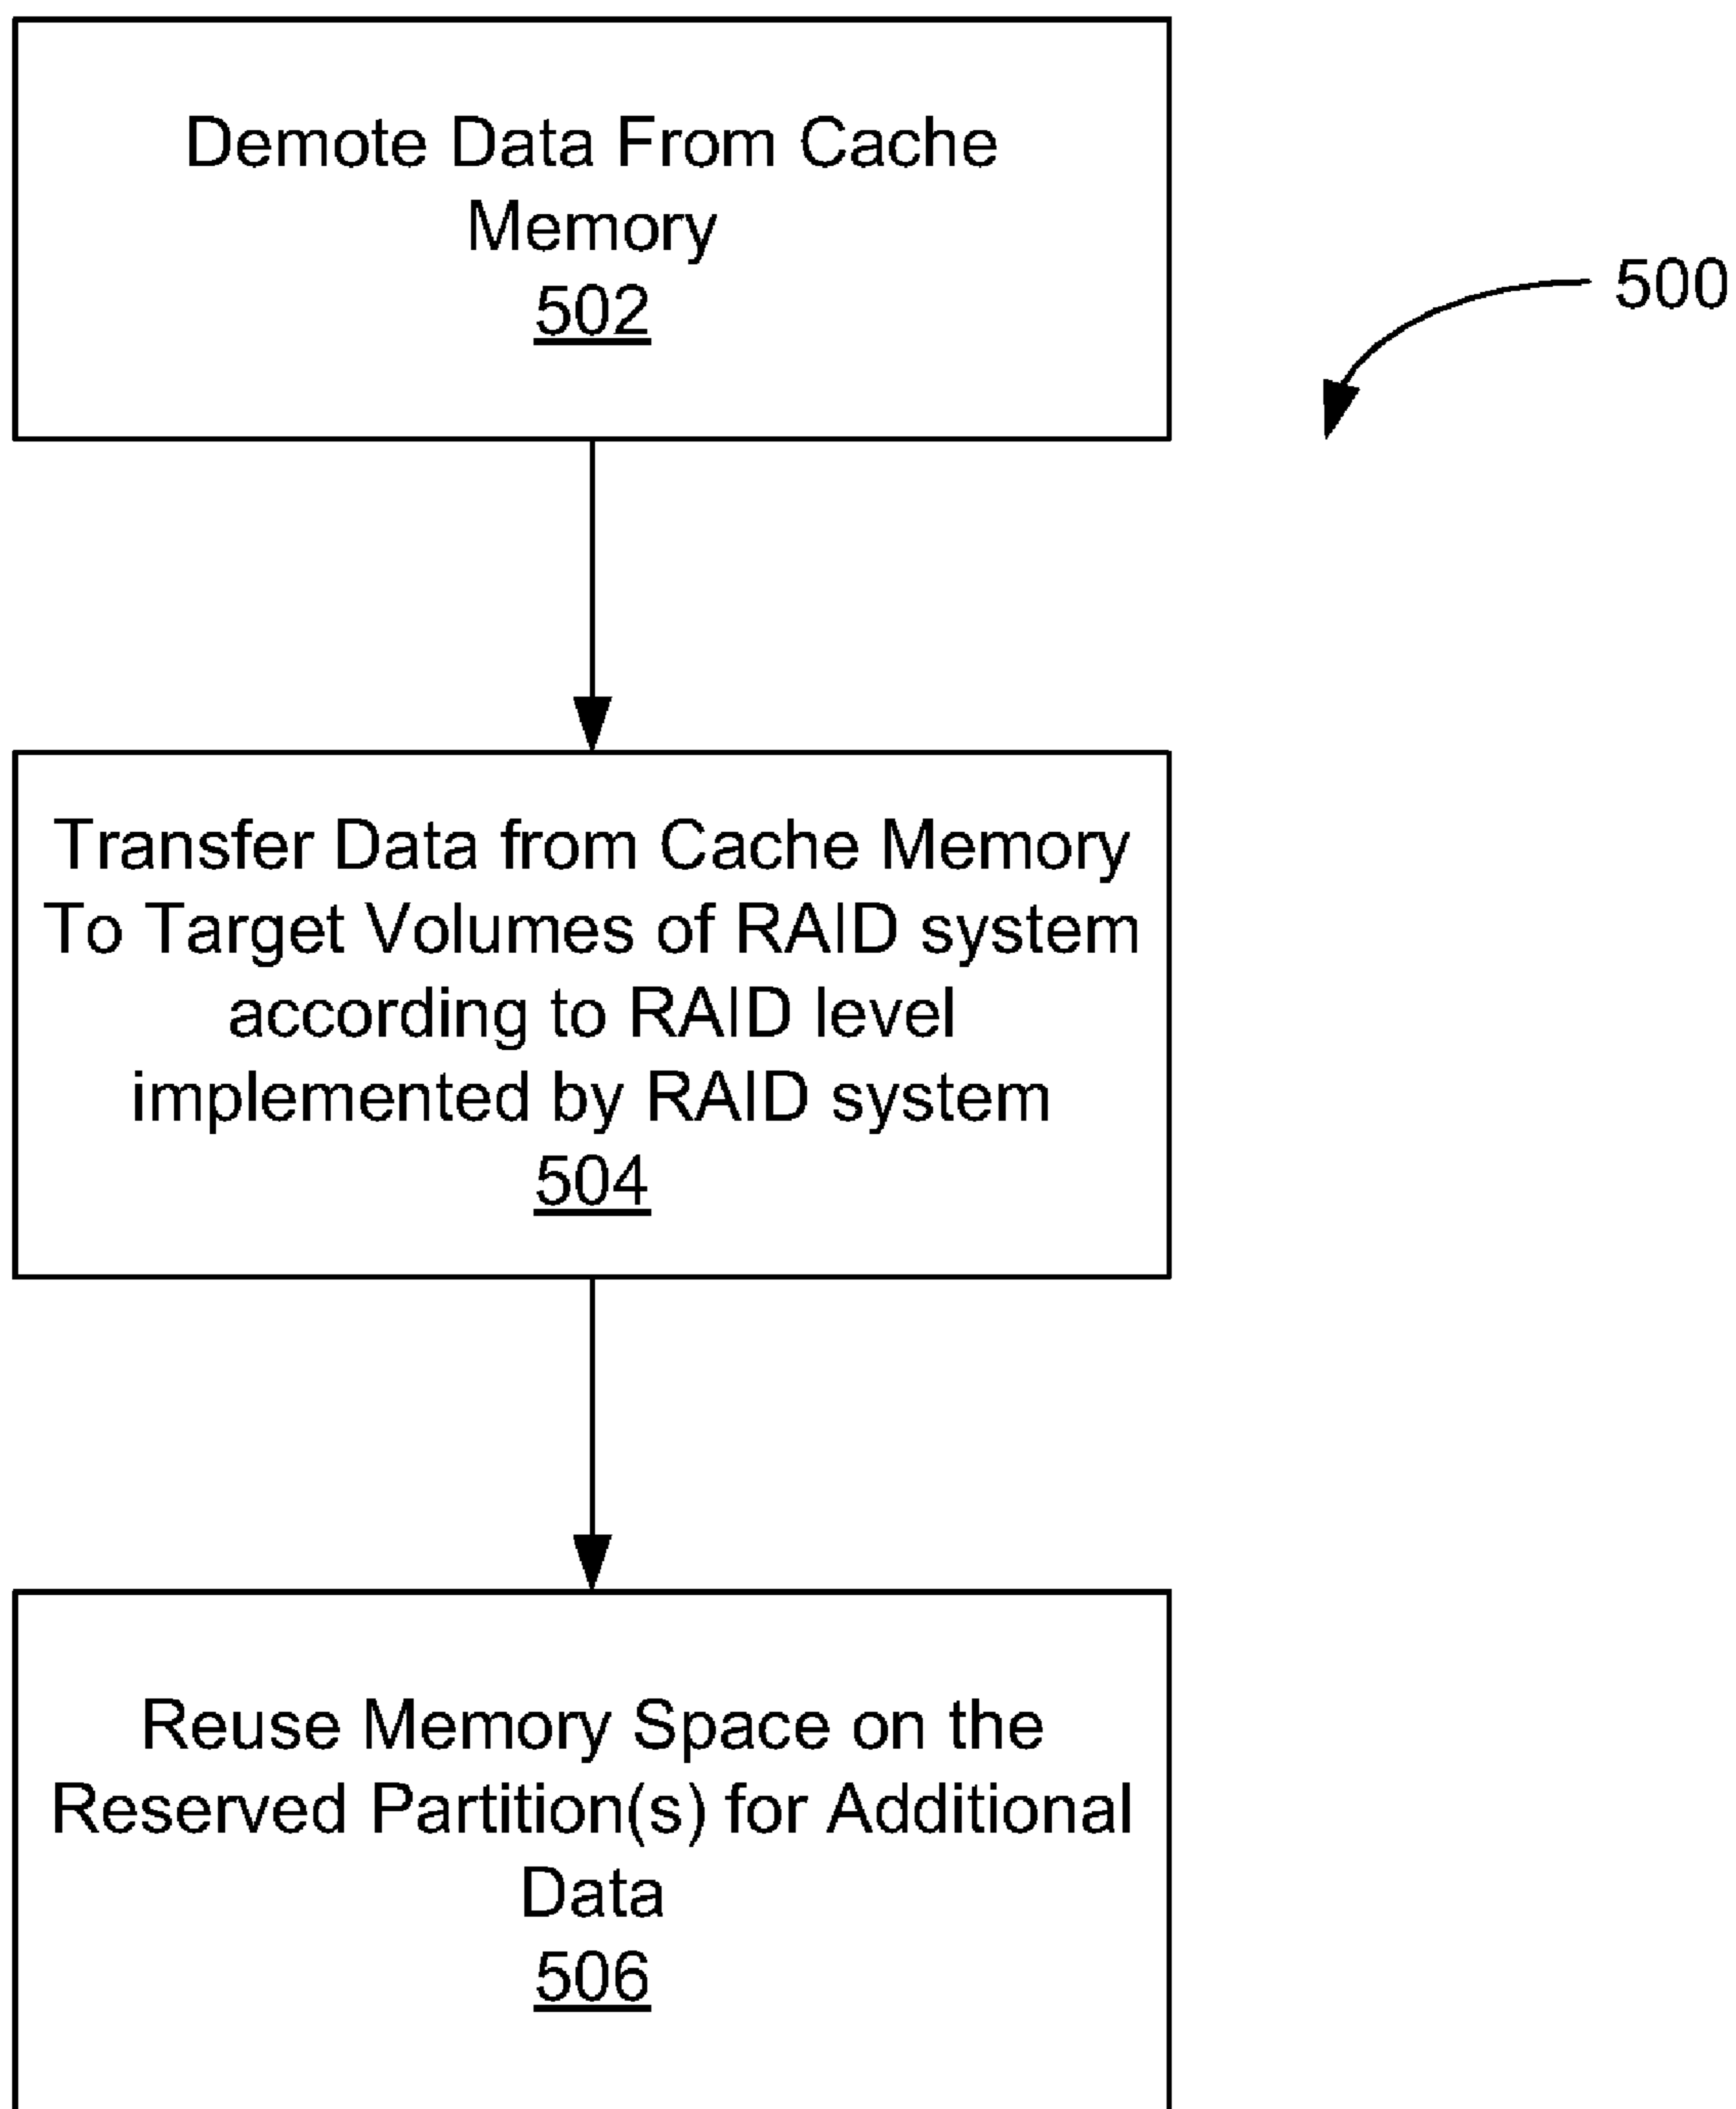 Demote Data From Cache
Memory
502
500
Transfer Data from Cache Memory
To Target Volumes of RAID system
according to RAID level
implemented by RAID system
504
Reuse Memory Space on the
Reserved Partition(s) for Additional
Data
506